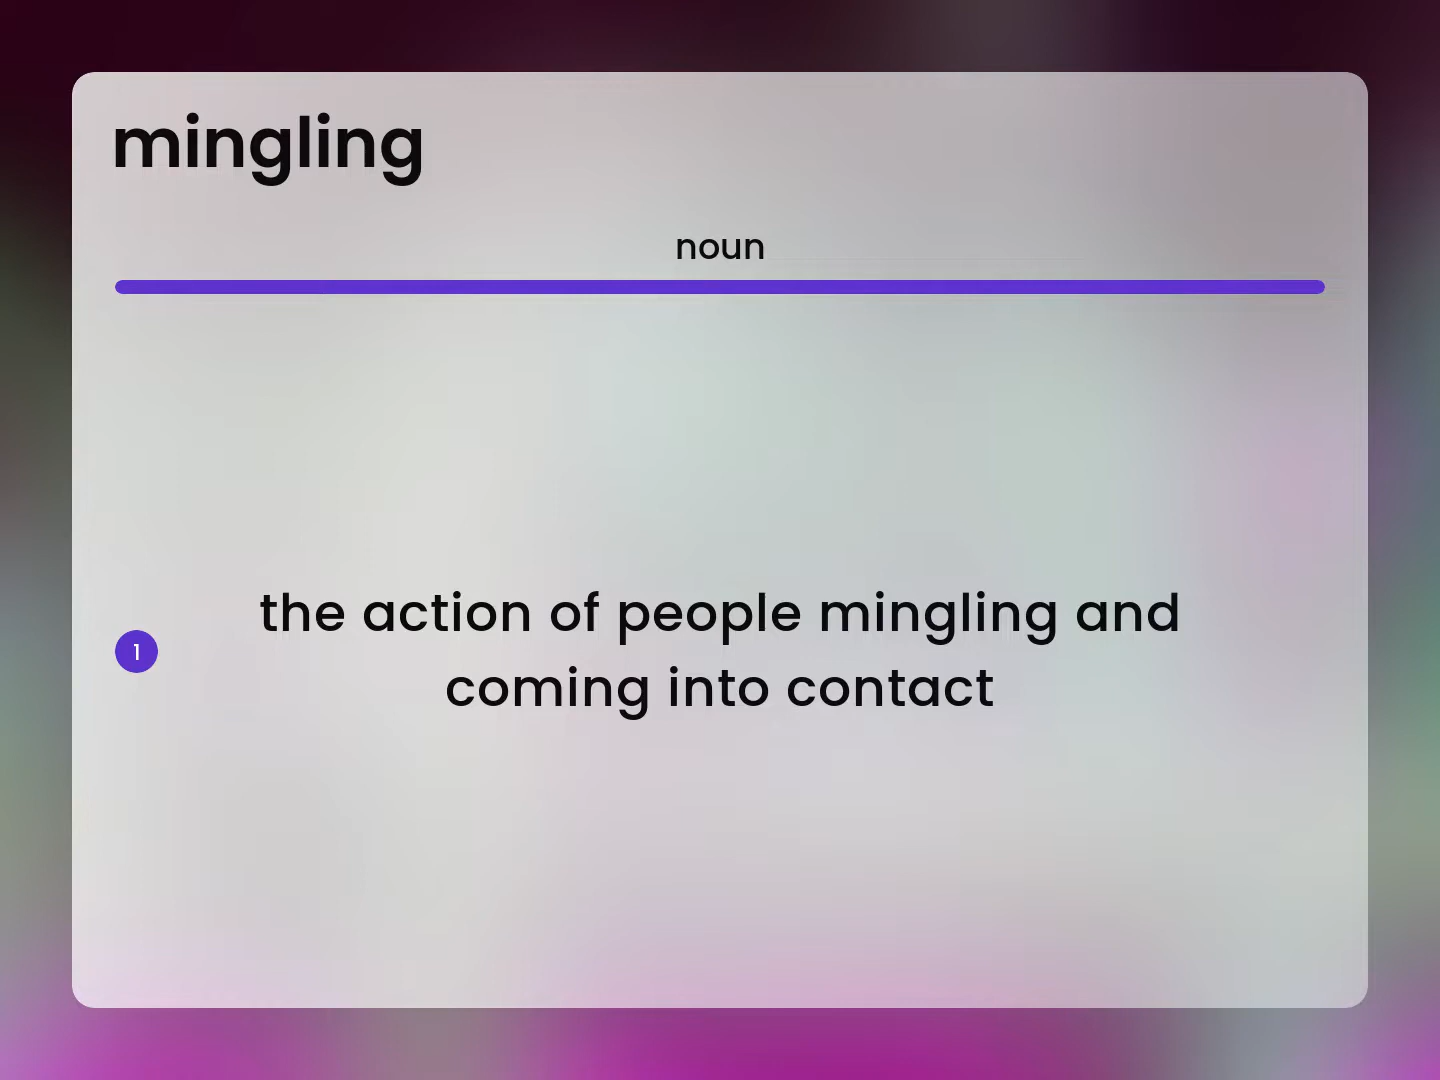 mingling
noun
1
the action of people mingling and
coming into contact